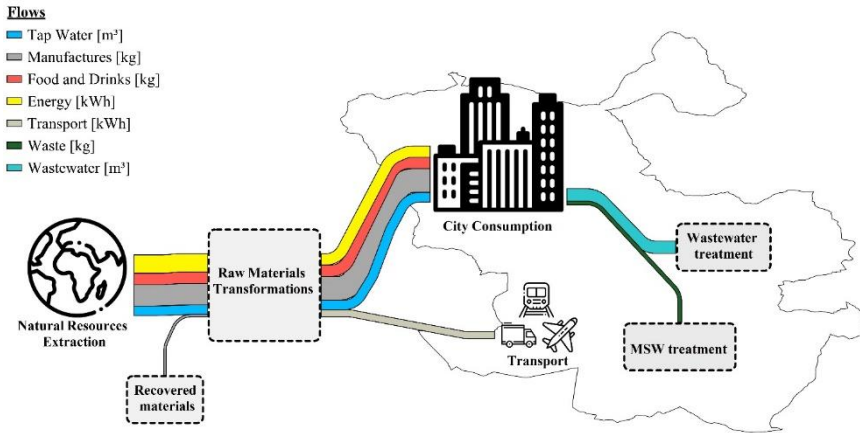 Flows
Tap Water [m³]
Manufactures [kg]
Food and Drinks [kg]
Energy [kWh]
Transport [kWh]
Waste [kg]
Wastewater [m³]
City Consumption
Wastewater
treatment
Raw Materials
Transformations
Natural Resources
Extraction
MSW treatment
Transport
Recovered
materials